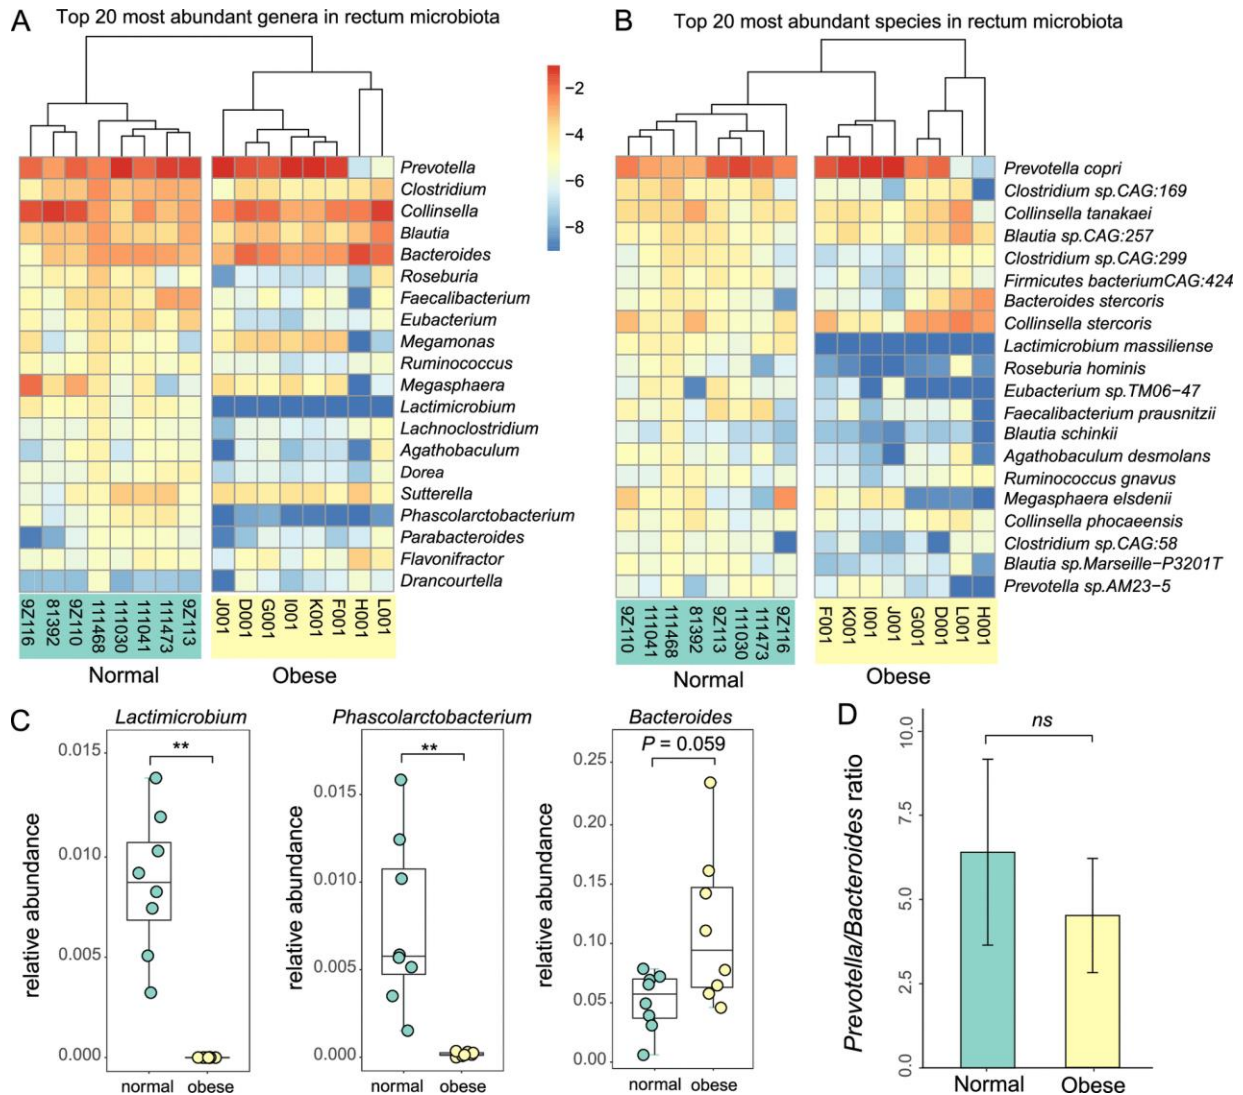 A
Top 20 most abundant genera in rectum microbiota
−2
−4
−6
−8
Prevotella
Clostridium
Collinsella
Blautia
Bacteroides
Roseburia
Faecalibacterium
Eubacterium
Megamonas
Ruminococcus
Megasphaera
Lactimicrobium
Lachnoclostridium
Agathobaculum
Dorea
Sutterella
Phascolarctobacterium
Parabacteroides
Flavonifractor
Drancourtella
9Z116
81392
9Z110
111468
111030
111041
111473
9Z113
J001
D001
G001
I001
K001
F001
H001
L001
Normal
Obese
B
Top 20 most abundant species in rectum microbiota
Prevotella copri
Clostridium sp.CAG:169
Collinsella tanakaei
Blautia sp.CAG:257
Clostridium sp.CAG:299
Firmicutes bacteriumCAG:424
Bacteroides stercoris
Collinsella stercoris
Lactimicrobium massiliense
Roseburia hominis
Eubacterium sp.TM06−47
Faecalibacterium prausnitzii
Blautia schinkii
Agathobaculum desmolans
Ruminococcus gnavus
Megasphaera elsdenii
Collinsella phocaeensis
Clostridium sp.CAG:58
Blautia sp.Marseille−P3201T
Prevotella sp.AM23−5
9Z110
111041
111468
81392
9Z113
111030
111473
9Z116
F001
K001
I001
J001
G001
D001
L001
H001
Normal
Obese
C
Lactimicrobium
**
relative abundance
0.015
0.010
0.005
0.000
normal
obese
Phascolarctobacterium
**
relative abundance
0.015
0.010
0.005
0.000
normal
obese
Bacteroides
P = 0.059
relative abundance
0.25
0.20
0.15
0.10
0.05
0.00
normal
obese
D
ns
Prevotella/Bacteroides ratio
10.0
7.5
5.0
2.5
0.0
Normal
Obese